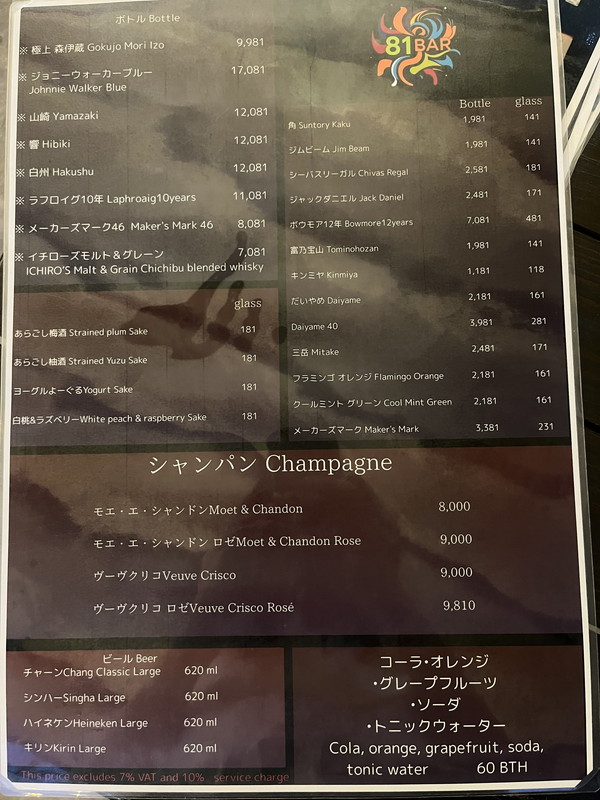 ボトル Bottle
※ 極上 森伊蔵 Gokujo Mori Izo 9,981
※ ジョニーウォーカーブルー 17,081
Johnnie Walker Blue
※ 山崎 Yamazaki 12,081
※ 響 Hibiki 12,081
※ 白州 Hakushu 12,081
※ ラフロイグ10年 Laphroaig10years 11,081
※ メーカーズマーク46 Maker's Mark 46 8,081
※ イチローズモルト＆グレーン 7,081
ICHIRO'S Malt & Grain Chichibu blended whisky
glass
あらごし梅酒 Strained plum Sake 181
あらごし柚酒 Strained Yuzu Sake 181
ヨーグルよーぐるYogurt Sake 181
白桃&ラズベリーWhite peach & raspberry Sake 181
81BAR
Bottle glass
角 Suntory Kaku 1,981 141
ジムビーム Jim Beam 1,981 141
シーバスリーガル Chivas Regal 2,581 181
ジャックダニエル Jack Daniel 2,481 171
ボウモア12年 Bowmore12years 7,081 481
富乃宝山 Tominohozan 1,981 141
キンミヤ Kinmiya 1,181 118
だいやめ Daiyame 2,181 161
Daiyame 40 3,981 281
三岳 Mitake 2,481 171
フラミンゴ オレンジ Flamingo Orange 2,181 161
クールミント グリーン Cool Mint Green 2,181 161
メーカーズマーク Maker's Mark 3,381 231
シャンパン Champagne
モエ・エ・シャンドンMoet & Chandon 8,000
モエ・エ・シャンドン ロゼMoet & Chandon Rose 9,000
ヴーヴクリコVeuve Crisco 9,000
ヴーヴクリコ ロゼVeuve Crisco Rosé 9,810
ビール Beer
チャーンChang Classic Large 620 ml
シンハーSingha Large 620 ml
ハイネケンHeineken Large 620 ml
キリンKirin Large 620 ml
This price excludes 7% VAT and 10% service charge
コーラ・オレンジ
・グレープフルーツ
・ソーダ
・トニックウォーター
Cola, orange, grapefruit, soda,
tonic water 60 BTH